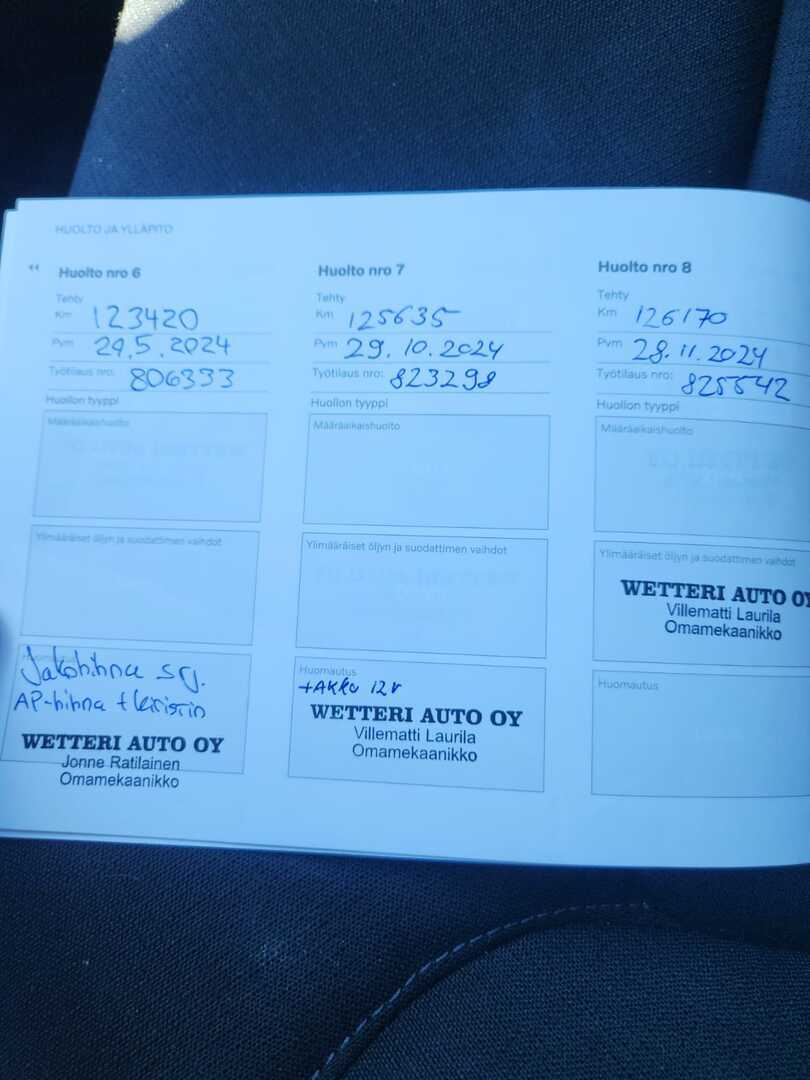 HUOLTO JA YLLÄPITO
Huolto nro 6
Tehty
Km 123420
Pvm 29.5.2024
Työtilaus nro: 806333
Huollon tyyppi
Määräaikaishuolto
Ylimääräiset öljyn ja suodattimen vaihdot
Jakohihna srj.
AP-hihna + kiristin
WETTERI AUTO OY
Jonne Ratilainen
Omamekaanikko
Huolto nro 7
Tehty
Km 125635
Pvm 29.10.2024
Työtilaus nro: 823298
Huollon tyyppi
Määräaikaishuolto
Ylimääräiset öljyn ja suodattimen vaihdot
Huomautus
+AKKU 12V
WETTERI AUTO OY
Villematti Laurila
Omamekaanikko
Huolto nro 8
Tehty
Km 126170
Pvm 28.11.2024
Työtilaus nro: 825542
Huollon tyyppi
Määräaikaishuolto
Ylimääräiset öljyn ja suodattimen vaihdot
WETTERI AUTO OY
Villematti Laurila
Omamekaanikko
Huomautus